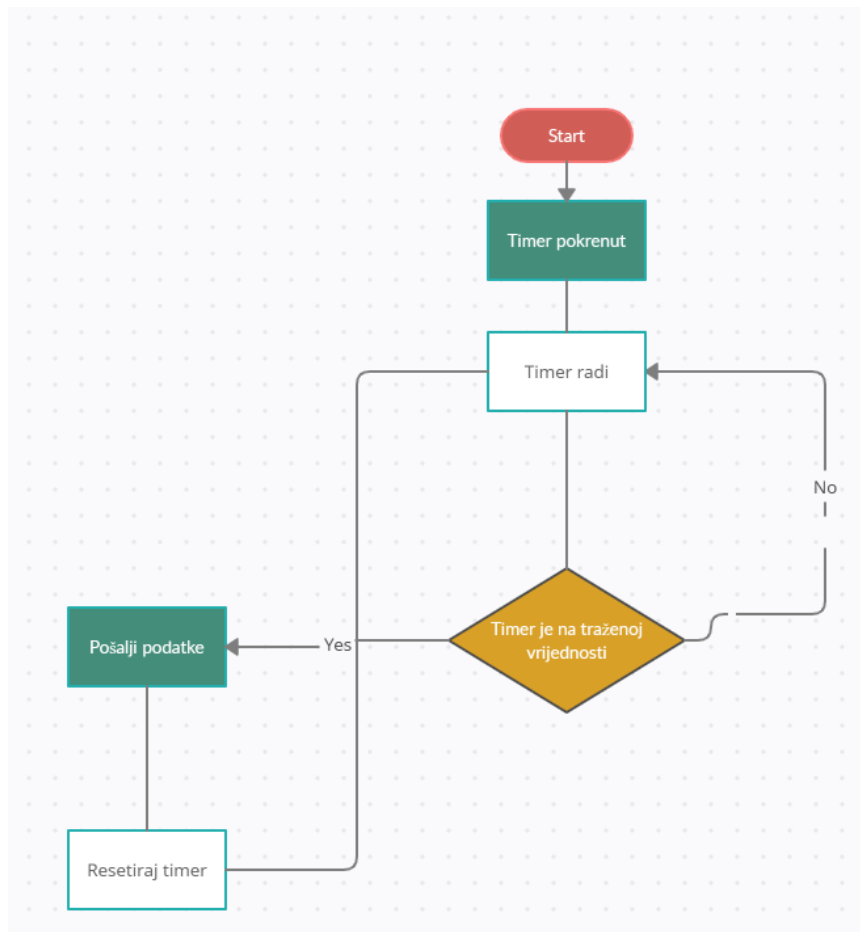 Start
Timer pokrenut
Timer radi
No
Timer je na traženoj
vrijednosti
Yes
Pošalji podatke
Resetiraj timer